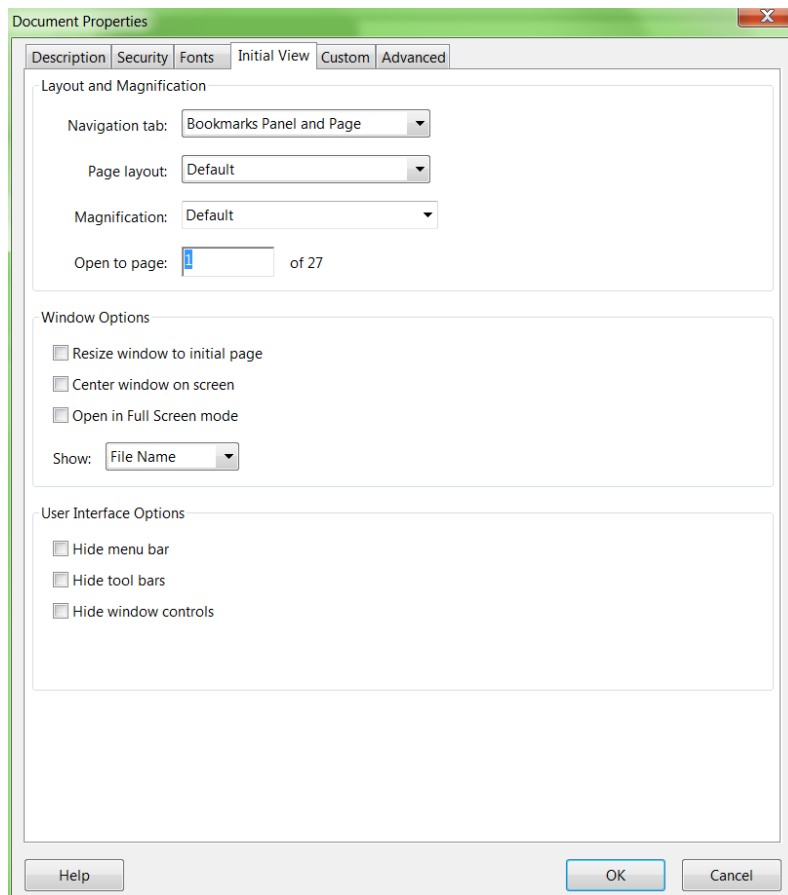 Document Properties
X
Description Security Fonts Initial View Custom Advanced
Layout and Magnification
Navigation tab: Bookmarks Panel and Page
Page layout: Default
Magnification: Default
Open to page: 1 of 27
Window Options
Resize window to initial page
Center window on screen
Open in Full Screen mode
Show: File Name
User Interface Options
Hide menu bar
Hide tool bars
Hide window controls
Help OK Cancel